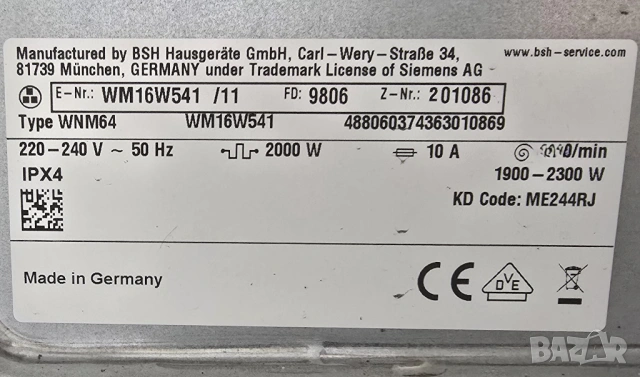 Manufactured by BSH Hausgeräte GmbH, Carl-Wery-Straße 34,
81739 München, GERMANY under Trademark License of Siemens AG
www.bsh-service.com
E-Nr.: WM16W541 /11 FD: 9806 Z-Nr.: 201086
Type WNM64 WM16W541 488060374363010869
220-240 V ~ 50 Hz 2000 W 10 A /min
IPX4 1900-2300 W
KD Code: ME244RJ
Made in Germany
CE DVE
BAZAR